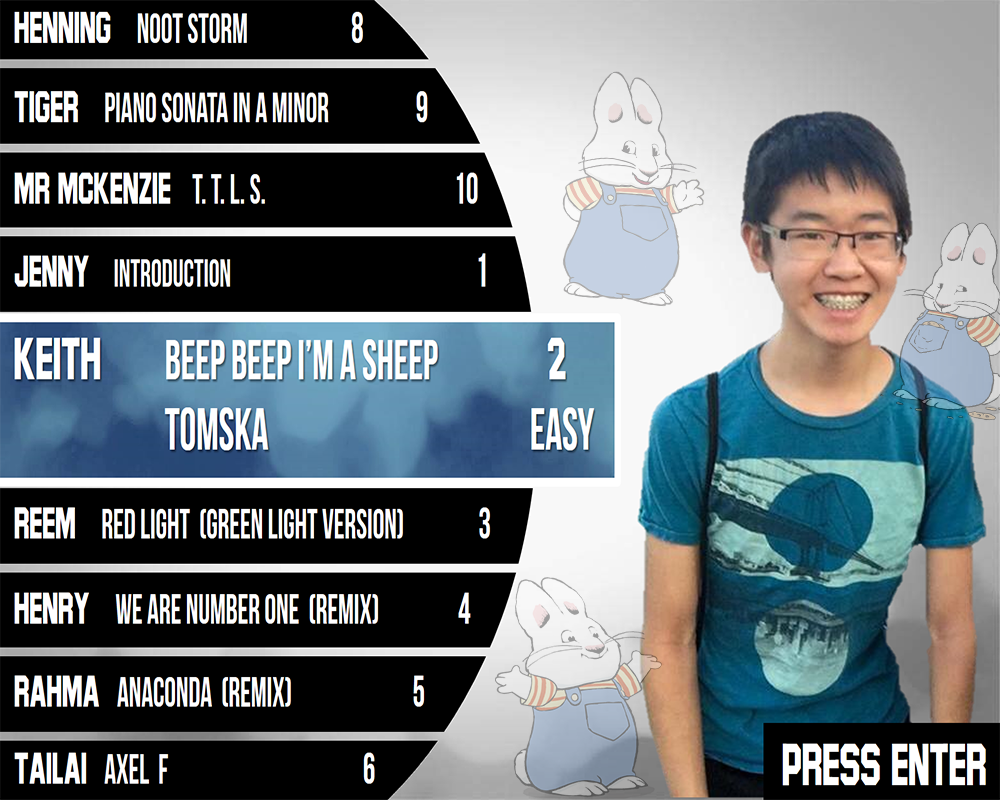 HENNING NOOT STORM 8
TIGER PIANO SONATA IN A MINOR 9
MR MCKENZIE T. T. L. S. 10
JENNY INTRODUCTION 1
KEITH BEEP BEEP I'M A SHEEP 2
TOMSKA EASY
REEM RED LIGHT (GREEN LIGHT VERSION) 3
HENRY WE ARE NUMBER ONE (REMIX) 4
RAHMA ANACONDA (REMIX) 5
TAILAI AXEL F 6
PRESS ENTER